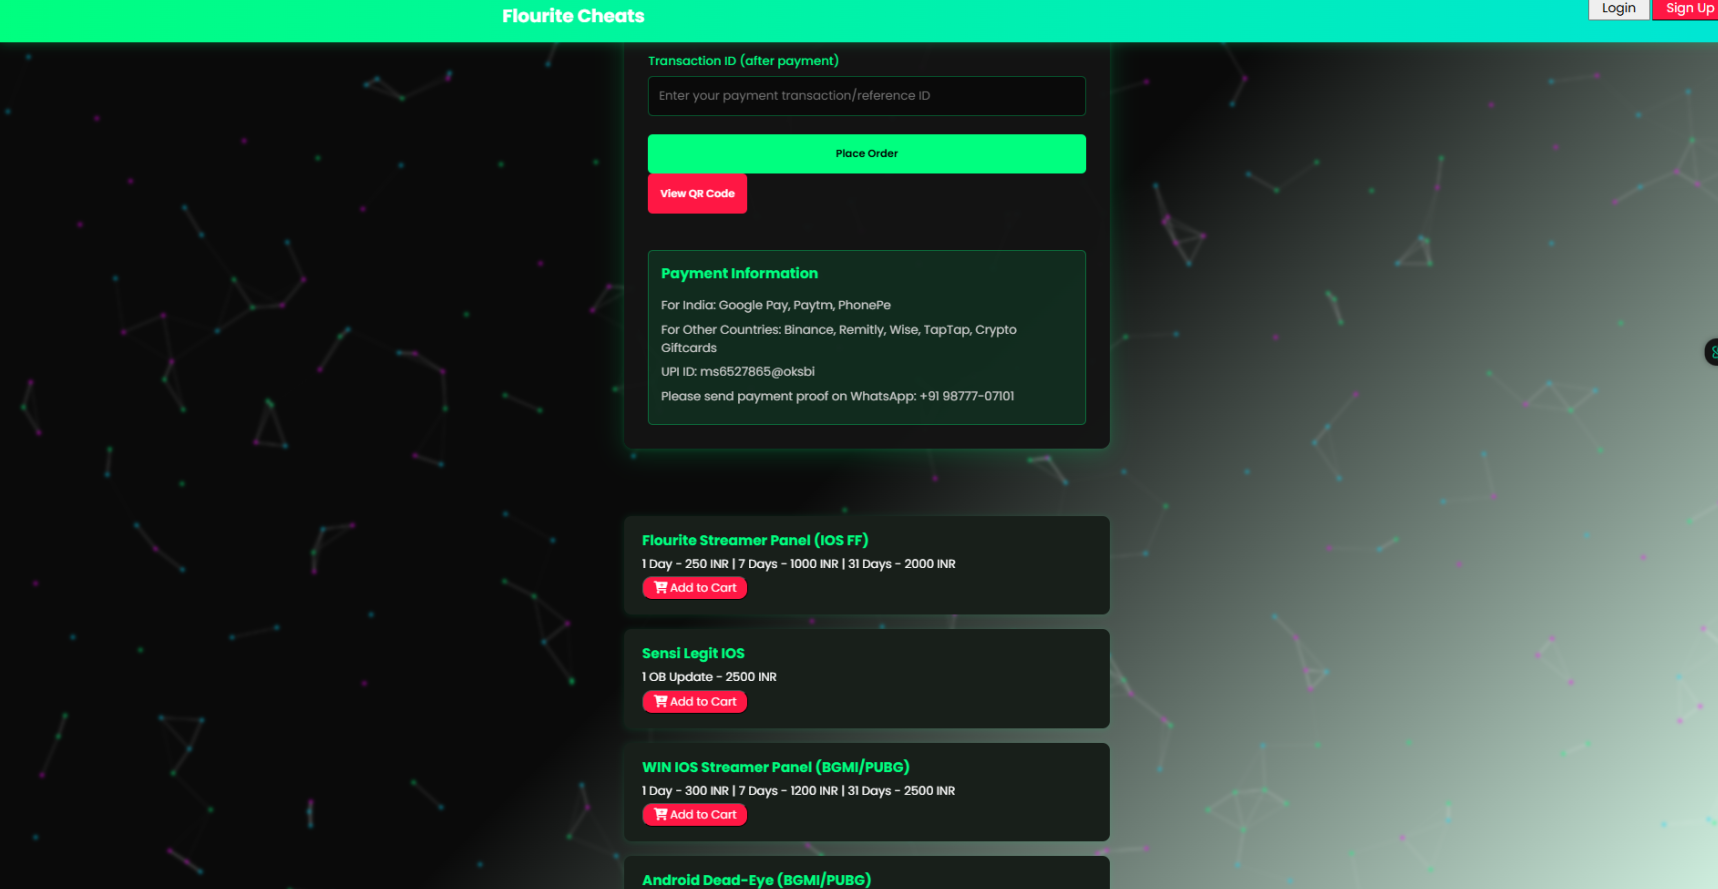 Flourite Cheats
Login
Sign Up
Transaction ID (after payment)
Enter your payment transaction/reference ID
Place Order
View QR Code
Payment Information
For India: Google Pay, Paytm, PhonePe
For Other Countries: Binance, Remitly, Wise, TapTap, Crypto
Giftcards
UPI ID: ms6527865@oksbi
Please send payment proof on WhatsApp: +91 98777-07101
Flourite Streamer Panel (IOS FF)
1 Day - 250 INR | 7 Days - 1000 INR | 31 Days - 2000 INR
Add to Cart
Sensi Legit IOS
1 OB Update - 2500 INR
Add to Cart
WIN IOS Streamer Panel (BGMI/PUBG)
1 Day - 300 INR | 7 Days - 1200 INR | 31 Days - 2500 INR
Add to Cart
Android Dead-Eye (BGMI/PUBG)